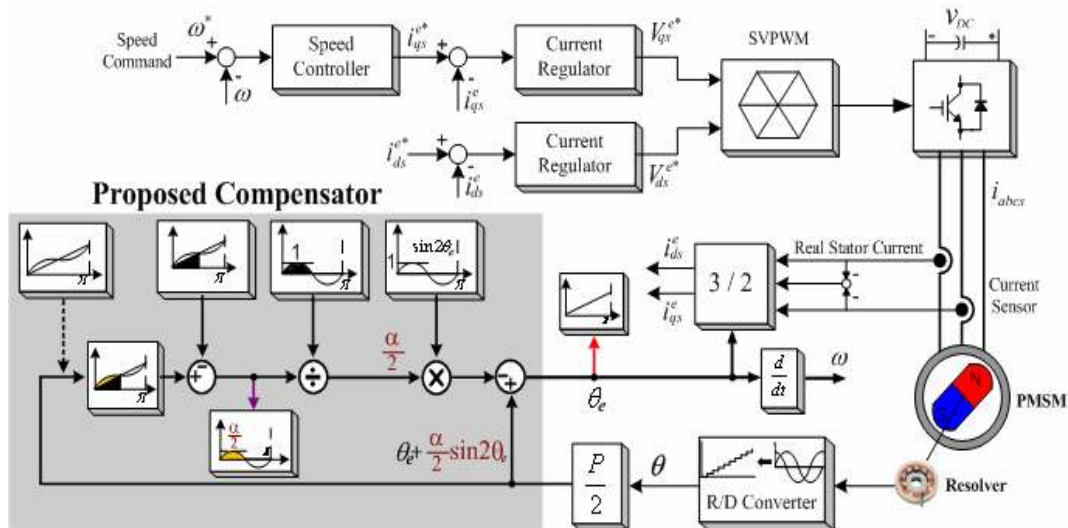 Speed
Command
ω*
+
-
ω
Speed
Controller
i_qs^e*
+
-
i_qs^e
Current
Regulator
V_qs^e*
SVPWM
V_DC
-
+
i_ds^e*
+
-
i_ds^e
Current
Regulator
V_ds^e*
i_abcs
Proposed Compensator
π
π
1
π
sin2θ_e
1
π
i_ds^e
i_qs^e
3 / 2
Real Stator Current
-
-
Current
Sensor
π
+-
÷
α/2
×
-+
θ_e
d/dt
ω
N
PMSM
α/2
θ_e+α/2 sin2θ_e
P/2
θ
R/D Converter
Resolver